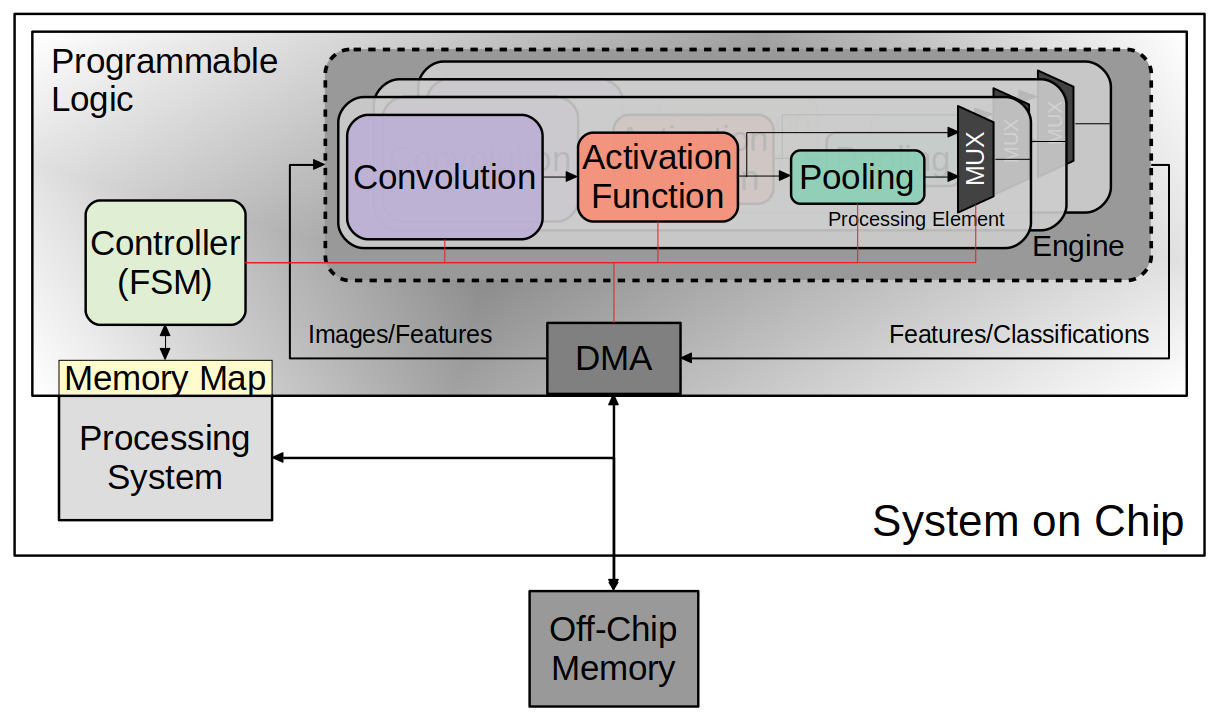 Programmable
Logic
Convolution
Activation
Function
Pooling
MUX
MUX
MUX
Processing Element
Engine
Controller
(FSM)
Images/Features
Features/Classifications
DMA
Memory Map
Processing
System
System on Chip
Off-Chip
Memory